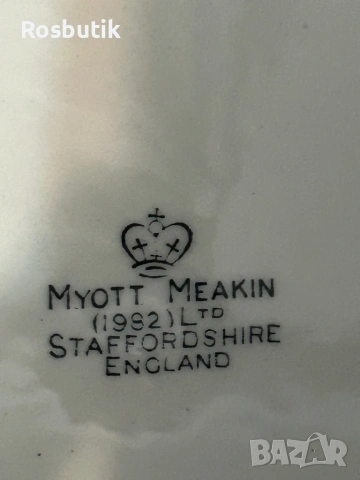 Rosbutik
MYOTT MEAKIN
(1982) LTD
STAFFORDSHIRE
ENGLAND
BAZAR